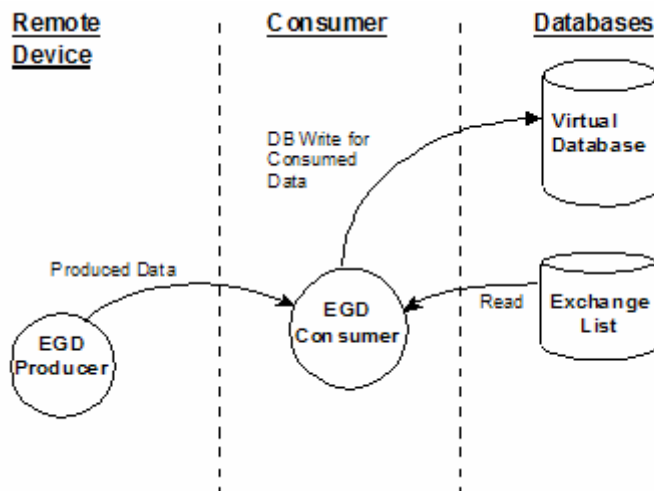 Remote
Device
Consumer
Databases
DB Write for
Consumed
Data
Virtual
Database
Produced Data
EGD
Producer
EGD
Consumer
Read
Exchange
List